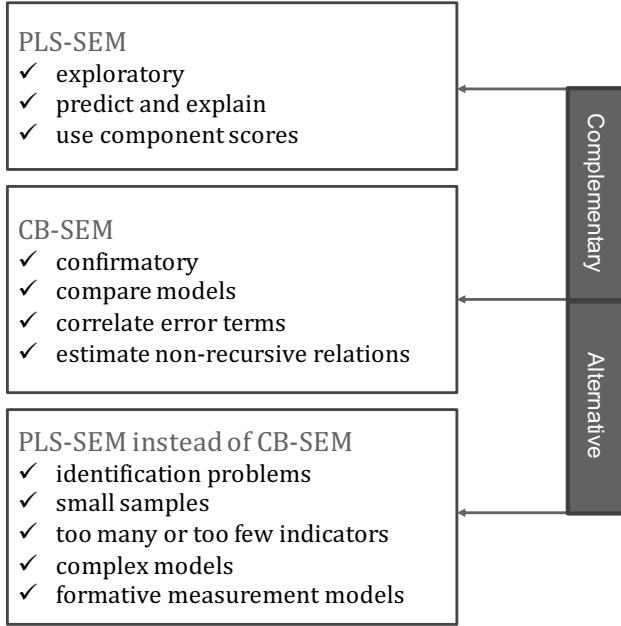 PLS-SEM
✓ exploratory
✓ predict and explain
✓ use component scores
CB-SEM
✓ confirmatory
✓ compare models
✓ correlate error terms
✓ estimate non-recursive relations
PLS-SEM instead of CB-SEM
✓ identification problems
✓ small samples
✓ too many or too few indicators
✓ complex models
✓ formative measurement models
Complementary
Alternative